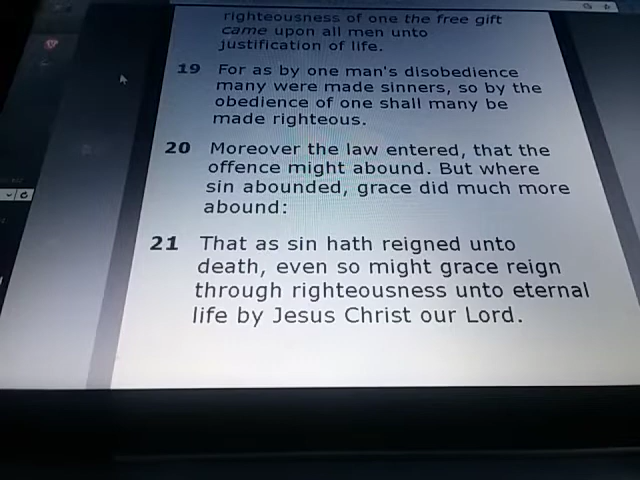 righteousness of one the free gift
came upon all men unto
justification of life.
19 For as by one man's disobedience
many were made sinners, so by the
obedience of one shall many be
made righteous.
20 Moreover the law entered, that the
offence might abound. But where
sin abounded, grace did much more
abound:
21 That as sin hath reigned unto
death, even so might grace reign
through righteousness unto eternal
life by Jesus Christ our Lord.